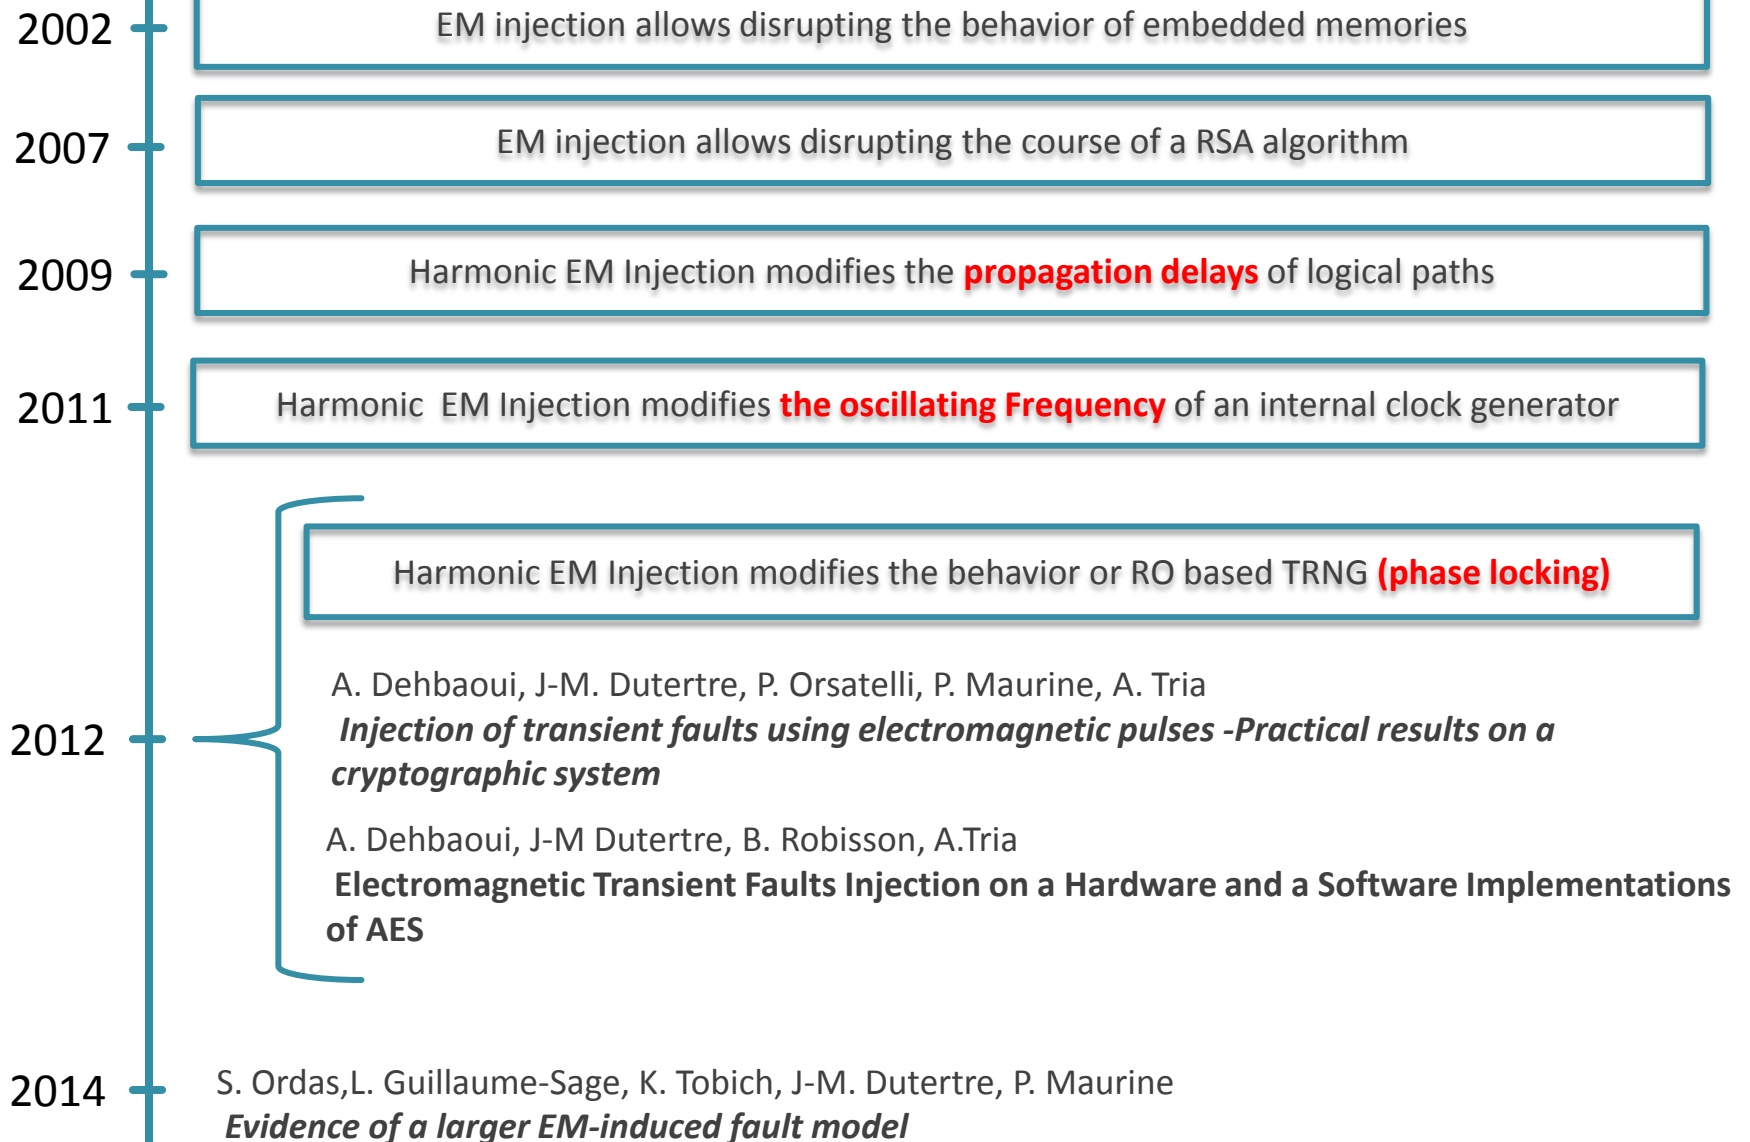 2002 EM injection allows disrupting the behavior of embedded memories
2007 EM injection allows disrupting the course of a RSA algorithm
2009 Harmonic EM Injection modifies the propagation delays of logical paths
2011 Harmonic EM Injection modifies the oscillating Frequency of an internal clock generator
Harmonic EM Injection modifies the behavior or RO based TRNG (phase locking)
A. Dehbaoui, J-M. Dutertre, P. Orsatelli, P. Maurine, A. Tria
2012 Injection of transient faults using electromagnetic pulses -Practical results on a
cryptographic system
A. Dehbaoui, J-M Dutertre, B. Robisson, A.Tria
Electromagnetic Transient Faults Injection on a Hardware and a Software Implementations
of AES
2014 S. Ordas,L. Guillaume-Sage, K. Tobich, J-M. Dutertre, P. Maurine
Evidence of a larger EM-induced fault model